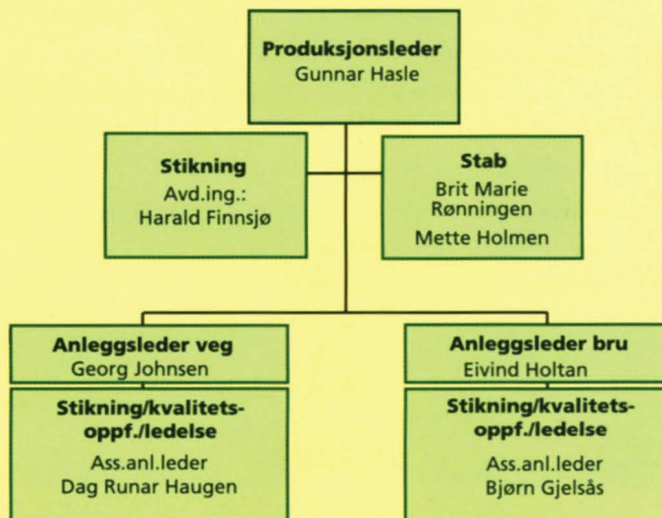 Produksjonsleder
Gunnar Hasle
Stikning
Avd.ing.:
Harald Finnsjø
Stab
Brit Marie
Rønningen
Mette Holmen
Anleggsleder veg
Georg Johnsen
Stikning/kvalitets-
oppf./ledelse
Ass.anl.leder
Dag Runar Haugen
Anleggsleder bru
Eivind Holtan
Stikning/kvalitets-
oppf./ledelse
Ass.anl.leder
Bjørn Gjelsås